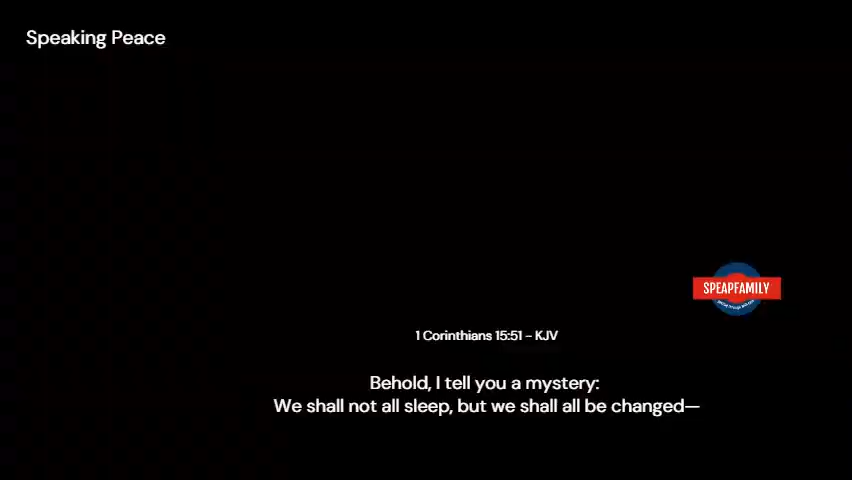 Speaking Peace
SPEAPFAMILY
1 Corinthians 15:51 - KJV
Behold, I tell you a mystery:
We shall not all sleep, but we shall all be changed—